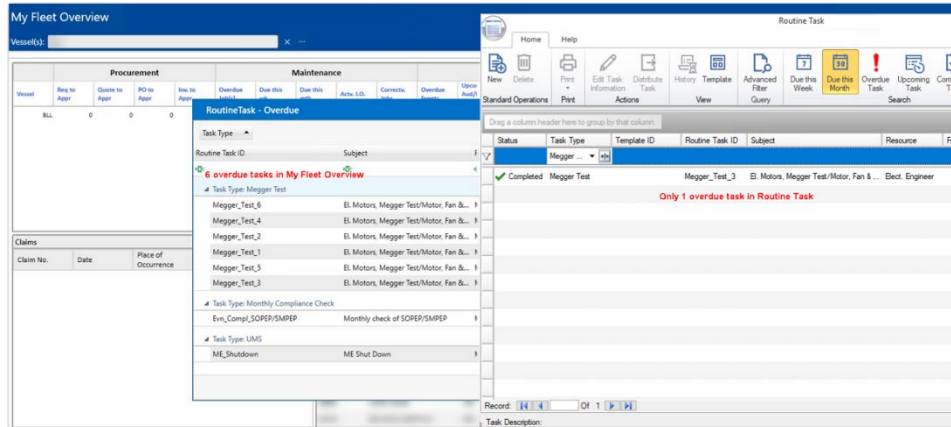 My Fleet Overview
Vessel(s):
Procurement
Maintenance
Vessel
Req to Appr
Quote to Appr
PO to Appr
Inv. to Appr
Overdue
Due this
Due this
Actv. J.O.
Correctv.
Overdue
BLL 0 0 0
RoutineTask - Overdue
Task Type
Routine Task ID Subject
6 overdue tasks in My Fleet Overview
Task Type: Megger Test
Megger_Test_6 El. Motors, Megger Test/Motor, Fan &...
Megger_Test_4 El. Motors, Megger Test/Motor, Fan &...
Megger_Test_2 El. Motors, Megger Test/Motor, Fan &...
Megger_Test_1 El. Motors, Megger Test/Motor, Fan &...
Megger_Test_5 El. Motors, Megger Test/Motor, Fan &...
Megger_Test_3 El. Motors, Megger Test/Motor, Fan &...
Task Type: Monthly Compliance Check
Evn_Compl_SOPEP/SMPEP Monthly check of SOPEP/SMPEP
Task Type: UMS
ME_Shutdown ME Shut Down
Claims
Claim No. Date Place of Occurrence
Routine Task
Home Help
New Delete Print Edit Task Information Distribute Task History Template Advanced Filter Due this Week Due this Month Overdue Task Upcoming Task
Standard Operations Print Actions View Query Search
Drag a column header here to group by that column.
Status Task Type Template ID Routine Task ID Subject Resource
Megger ...
Completed Megger Test Megger_Test_3 El. Motors, Megger Test/Motor, Fan & ... Elect. Engineer
Only 1 overdue task in Routine Task
Record: Of 1
Task Description: